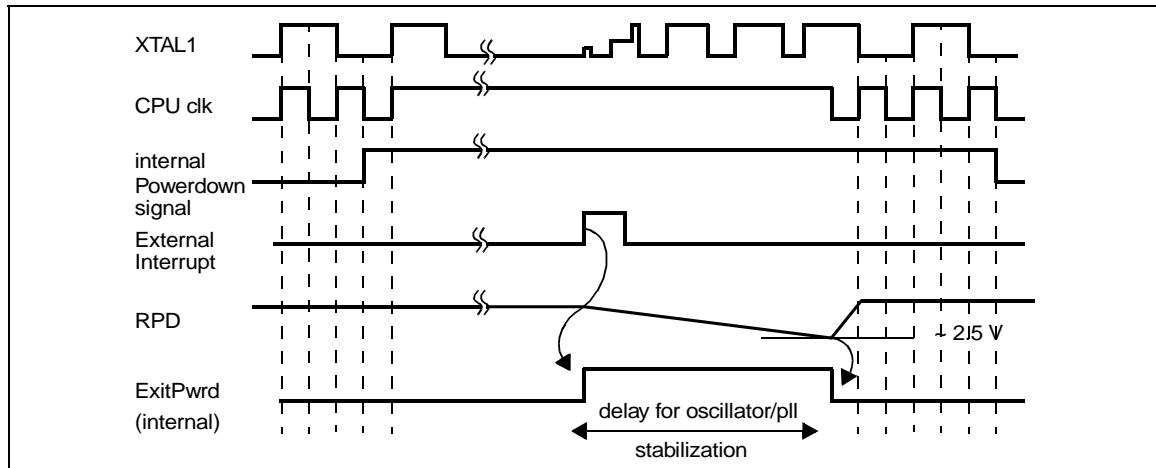 XTAL1
CPU clk
internal
Powerdown
signal
External
Interrupt
RPD
~ 2.5 V
ExitPwrd
(internal)
delay for oscillator/pll
stabilization